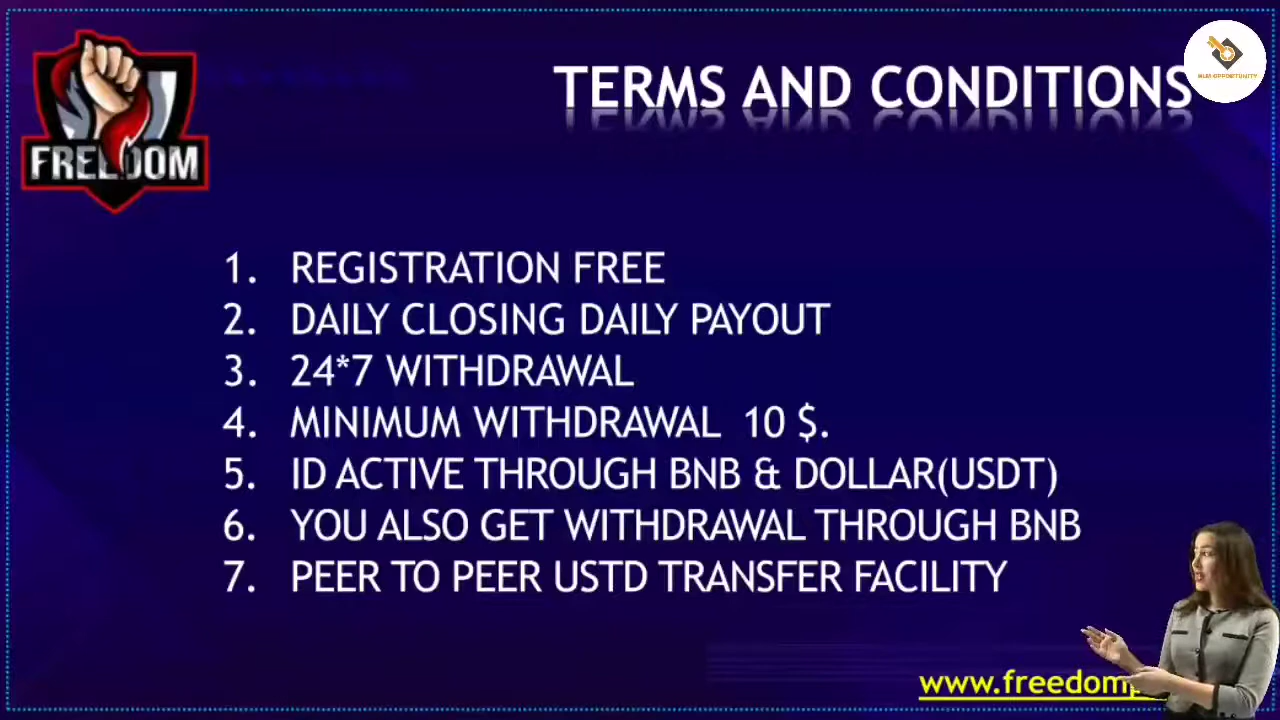 FREEDOM
TERMS AND CONDITIONS
MLM OPPORTUNITY
1. REGISTRATION FREE
2. DAILY CLOSING DAILY PAYOUT
3. 24*7 WITHDRAWAL
4. MINIMUM WITHDRAWAL 10 $.
5. ID ACTIVE THROUGH BNB & DOLLAR(USDT)
6. YOU ALSO GET WITHDRAWAL THROUGH BNB
7. PEER TO PEER USTD TRANSFER FACILITY